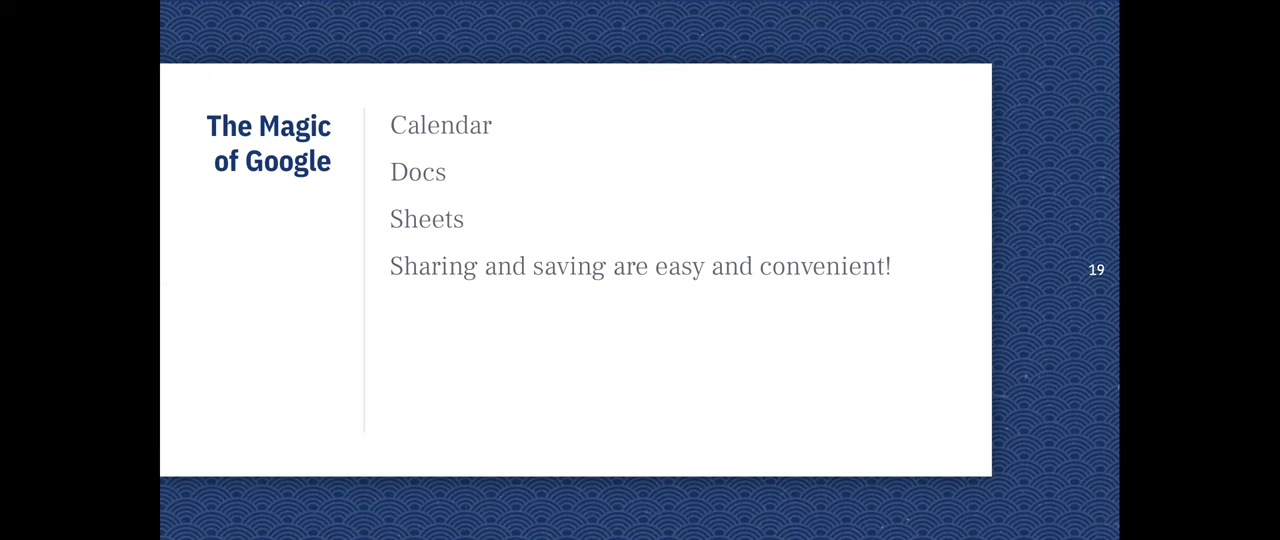 The Magic
of Google
Calendar
Docs
Sheets
Sharing and saving are easy and convenient!
19